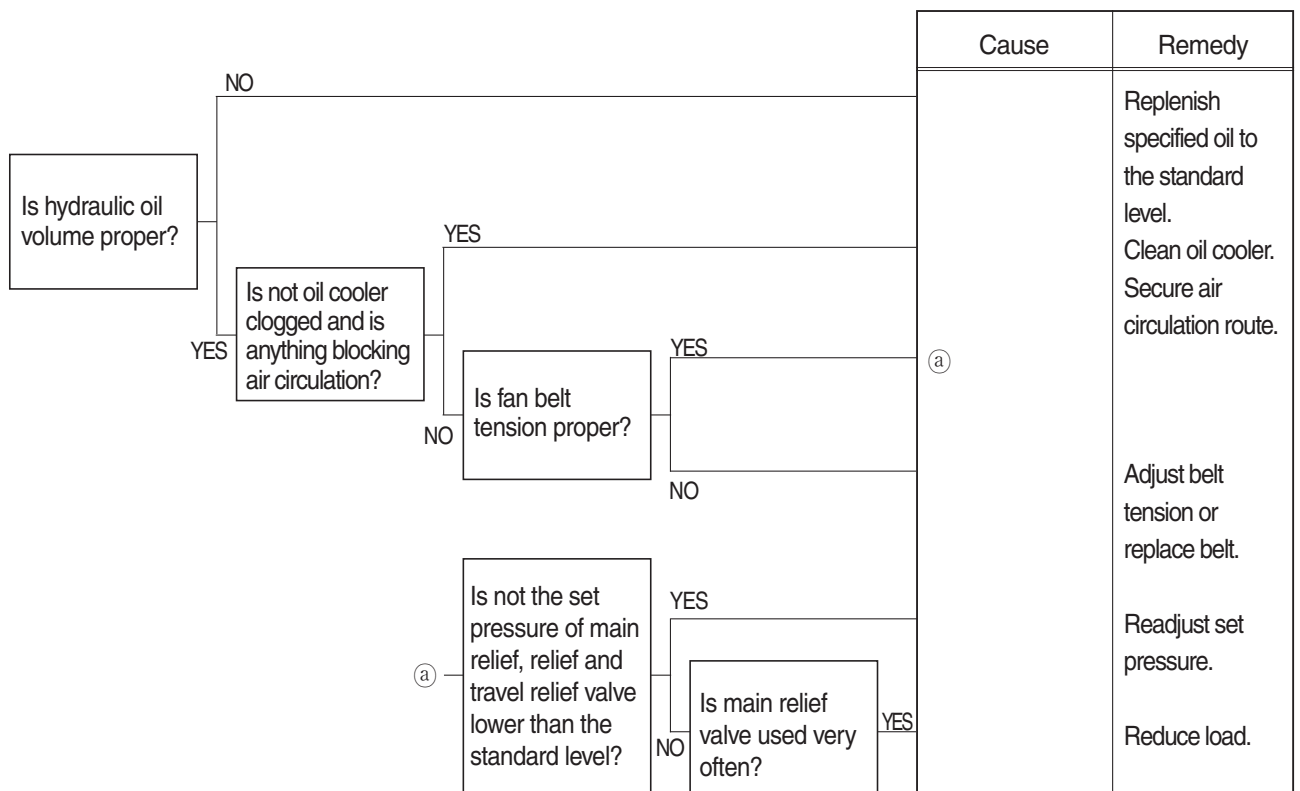 Cause
Remedy
NO
Replenish
specified oil to
the standard
level.
Is hydraulic oil
volume proper?
YES
Clean oil cooler.
Secure air
circulation route.
YES
Is not oil cooler
clogged and is
anything blocking
air circulation?
YES
ⓐ
NO
Is fan belt
tension proper?
NO
Adjust belt
tension or
replace belt.
ⓐ
Is not the set
pressure of main
relief, relief and
travel relief valve
lower than the
standard level?
YES
Readjust set
pressure.
NO
Is main relief
valve used very
often?
YES
Reduce load.